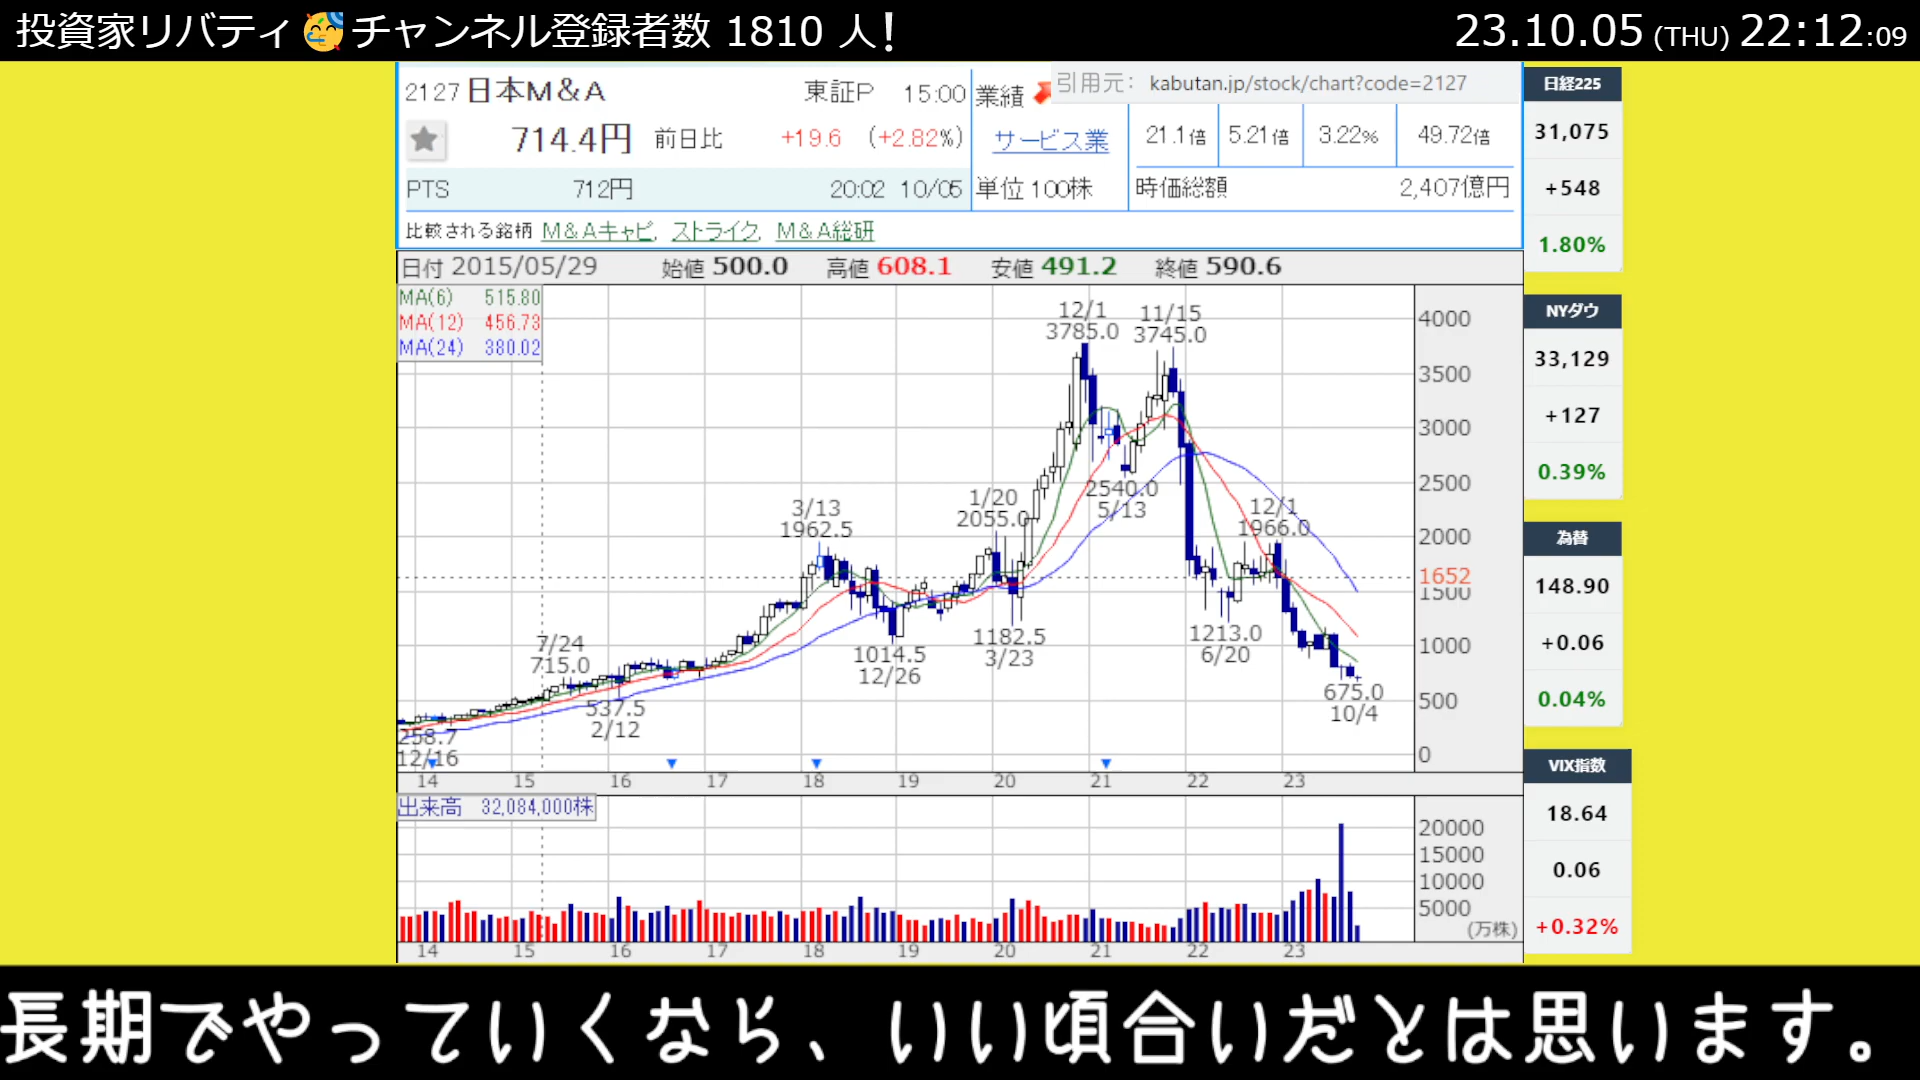 投資家リバティ🥳チャンネル登録者数 1810 人！
23.10.05 (THU) 22:12:09
2127 日本M&A 東証P 15:00
714.4円 前日比 +19.6 (+2.82%)
PTS 712円 20:02 10/05
業績
引用元: kabutan.jp/stock/chart?code=2127
サービス業 21.1倍 5.21倍 3.22% 49.72倍
単位 100株 時価総額 2,407億円
比較される銘柄 M&Aキャピ, ストライク, M&A総研
日付 2015/05/29 始値 500.0 高値 608.1 安値 491.2 終値 590.6
MA(6) 515.80
MA(12) 456.73
MA(24) 380.02
12/1
3785.0
11/15
3745.0
3/13
1962.5
1/20
2055.0
2540.0
5/13
12/1
1966.0
7/24
715.0
1014.5
12/26
1182.5
3/23
1213.0
6/20
537.5
2/12
675.0
10/4
258.7
12/16
4000
3500
3000
2500
2000
1652
1500
1000
500
0
14 15 16 17 18 19 20 21 22 23
出来高 32,084,000株
20000
15000
10000
5000
(万株)
14 15 16 17 18 19 20 21 22 23
日経225
31,075
+548
1.80%
NYダウ
33,129
+127
0.39%
為替
148.90
+0.06
0.04%
VIX指数
18.64
0.06
+0.32%
長期でやっていくなら、いい頃合いだとは思います。